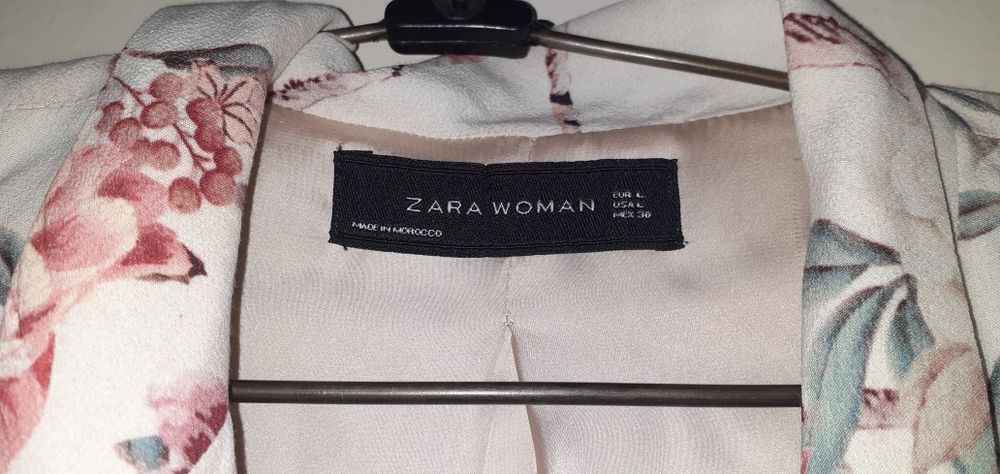 ZARA WOMAN
EUR L
USA L
MEX 30
MADE IN MOROCCO